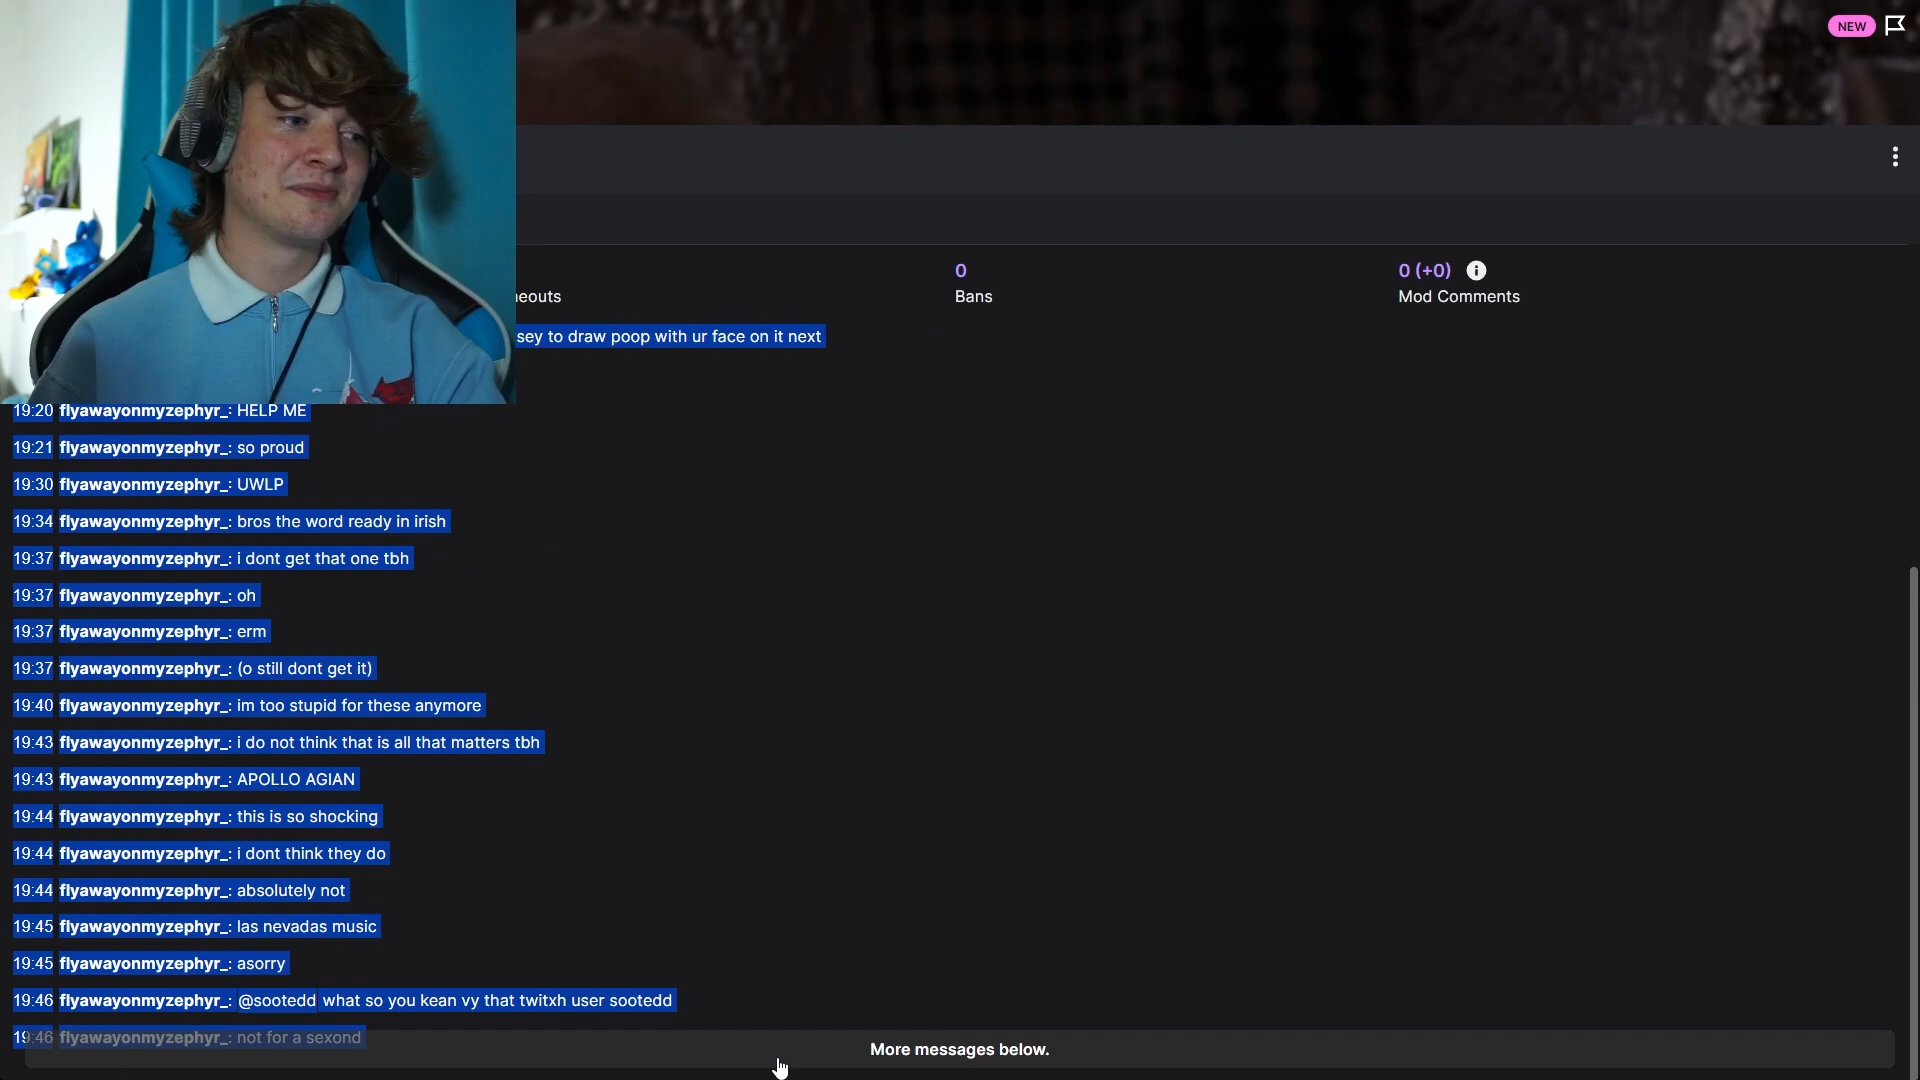 NEW
0
0 (+0)
eouts
Bans
Mod Comments
sey to draw poop with ur face on it next
19:20 flyawayonmyzephyr_: HELP ME
19:21 flyawayonmyzephyr_: so proud
19:30 flyawayonmyzephyr_: UWLP
19:34 flyawayonmyzephyr_: bros the word ready in irish
19:37 flyawayonmyzephyr_: i dont get that one tbh
19:37 flyawayonmyzephyr_: oh
19:37 flyawayonmyzephyr_: erm
19:37 flyawayonmyzephyr_: (o still dont get it)
19:40 flyawayonmyzephyr_: im too stupid for these anymore
19:43 flyawayonmyzephyr_: i do not think that is all that matters tbh
19:43 flyawayonmyzephyr_: APOLLO AGIAN
19:44 flyawayonmyzephyr_: this is so shocking
19:44 flyawayonmyzephyr_: i dont think they do
19:44 flyawayonmyzephyr_: absolutely not
19:45 flyawayonmyzephyr_: las nevadas music
19:45 flyawayonmyzephyr_: asorry
19:46 flyawayonmyzephyr_: @sootedd what so you kean vy that twitxh user sootedd
19:46 flyawayonmyzephyr_: not for a sexond
More messages below.